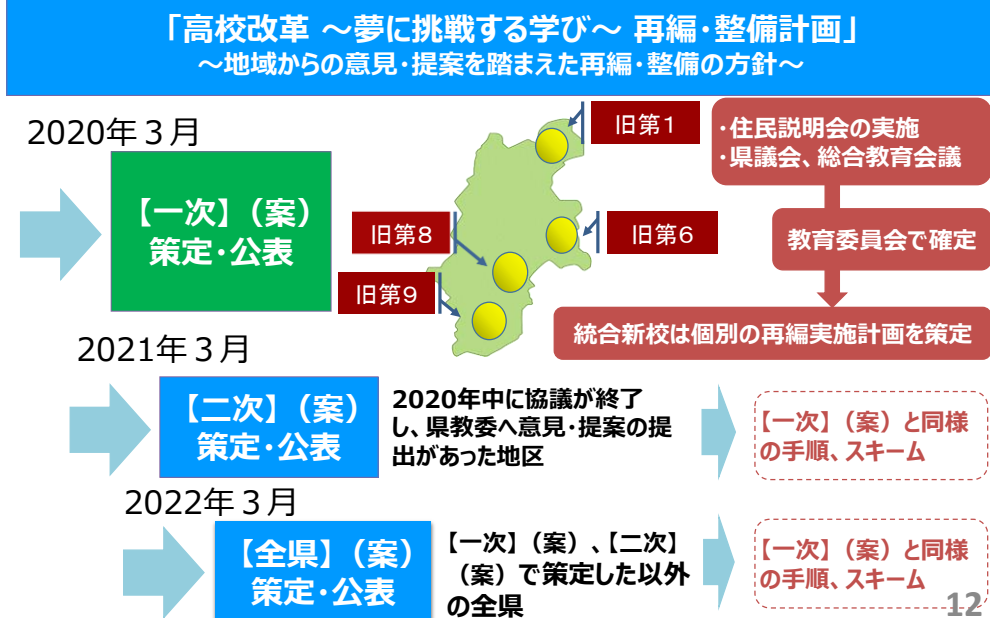 「高校改革 ～夢に挑戦する学び～ 再編・整備計画」
～地域からの意見・提案を踏まえた再編・整備の方針～
2020年３月
【一次】（案）
策定・公表
旧第1
旧第6
旧第8
旧第9
・住民説明会の実施
・県議会、総合教育会議
教育委員会で確定
統合新校は個別の再編実施計画を策定
2021年３月
【二次】（案）
策定・公表
2020年中に協議が終了
し、県教委へ意見・提案の提
出があった地区
【一次】（案）と同様
の手順、スキーム
2022年３月
【全県】（案）
策定・公表
【一次】（案）、【二次】
（案）で策定した以外
の全県
【一次】（案）と同様
の手順、スキーム
12